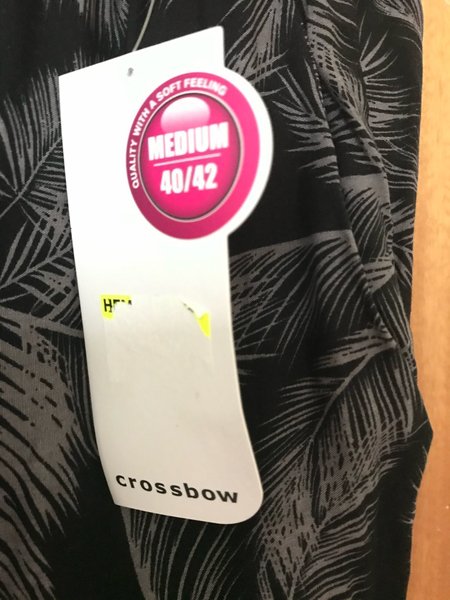 QUALITY WITH A SOFT FEELING
MEDIUM
40/42
crossbow